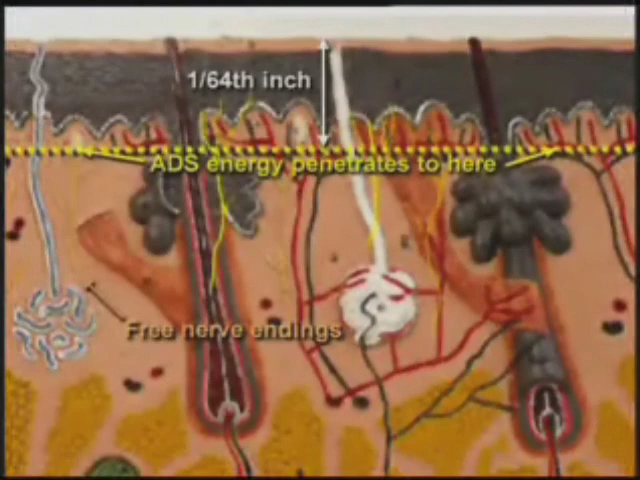 1/64th inch
ADS energy penetrates to here
Free nerve endings